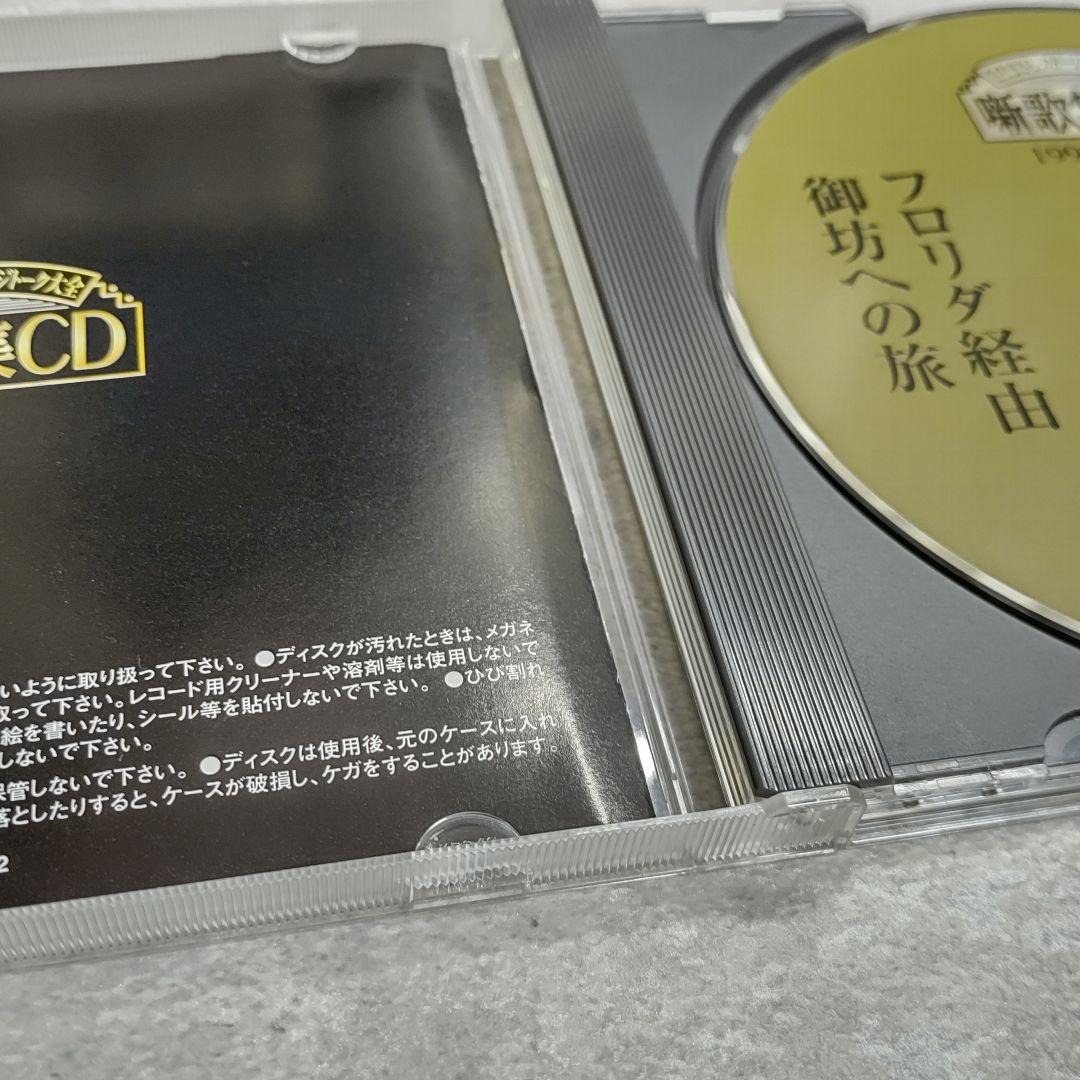 ジトーク大全
集CD
いように取り扱って下さい。 ●ディスクが汚れたときは、メガネ
取って下さい。レコード用クリーナーや溶剤等は使用しないで
絵を書いたり、シール等を貼付しないで下さい。 ●ひび割れ
しないで下さい。
保管しないで下さい。 ●ディスクは使用後、元のケースに入れ
落としたりすると、ケースが破損し、ケガをすることがあります。
2
噺歌
199
フロリダ経由
御坊への旅